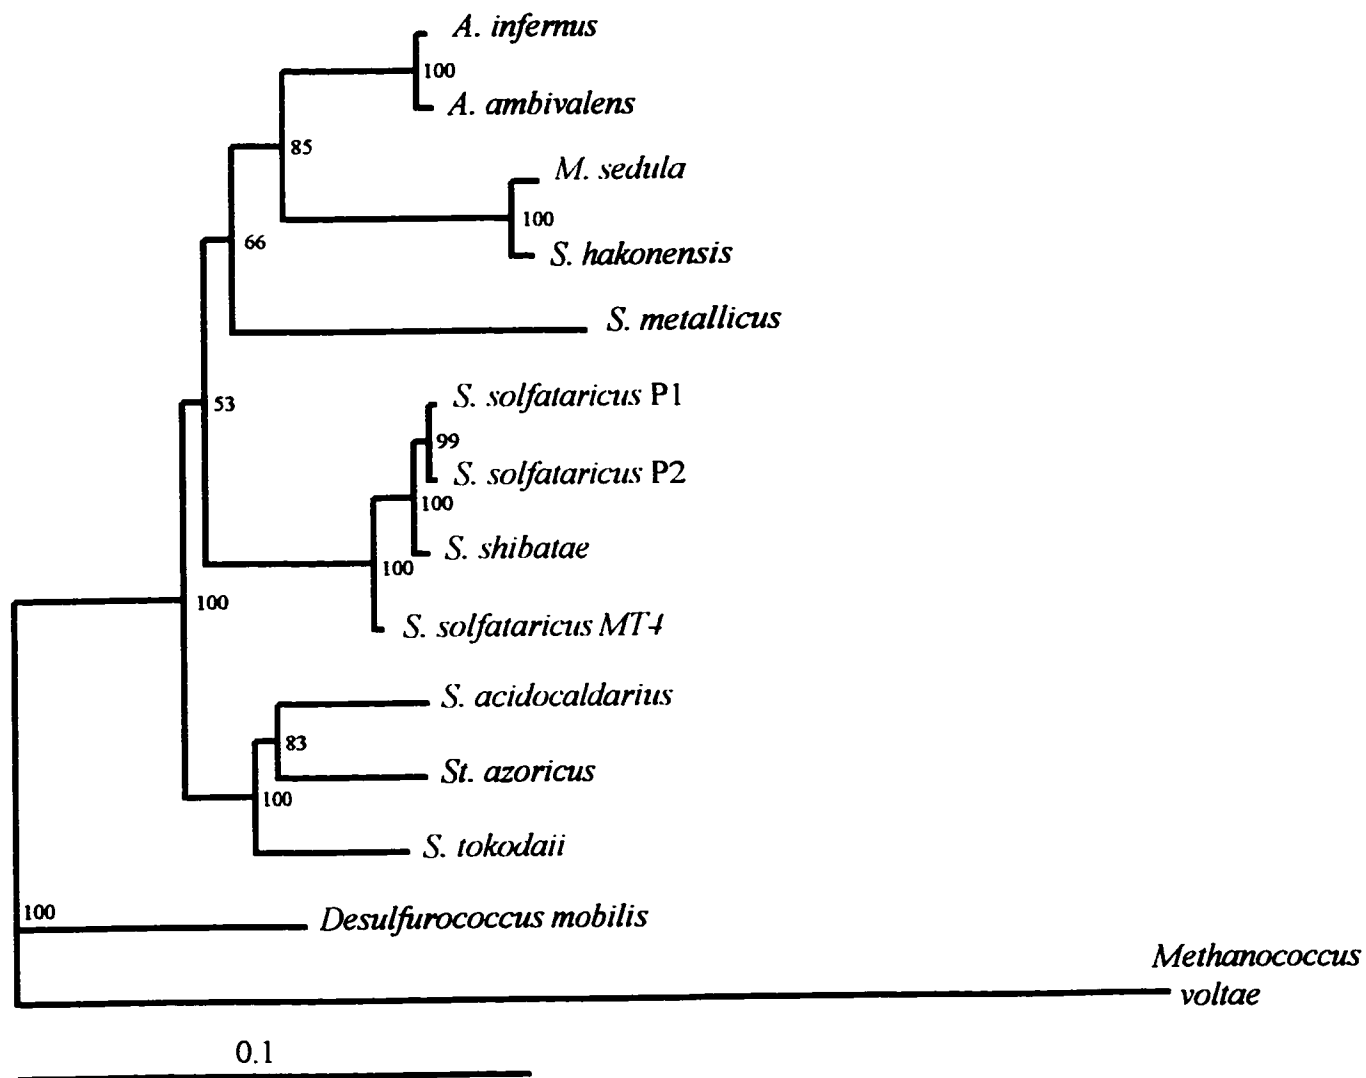 A. infernus
100
A. ambivalens
85
M. sedula
100
S. hakonensis
66
S. metallicus
53
S. solfataricus P1
99
S. solfataricus P2
100
S. shibatae
100
100
S. solfataricus MT4
S. acidocaldarius
83
St. azoricus
100
S. tokodaii
100
Desulfurococcus mobilis
Methanococcus
voltae
0.1